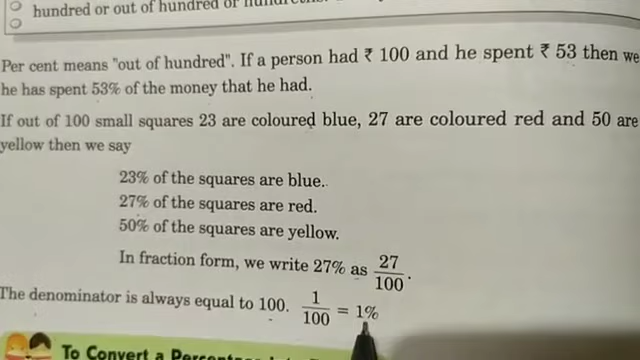 hundred or out of hundred or
Per cent means "out of hundred". If a person had ₹ 100 and he spent ₹ 53 then we
he has spent 53% of the money that he had.
If out of 100 small squares 23 are coloured blue, 27 are coloured red and 50 are
yellow then we say
23% of the squares are blue.
27% of the squares are red.
50% of the squares are yellow.
In fraction form, we write 27% as 27/100.
The denominator is always equal to 100. 1/100 = 1%
To Convert a